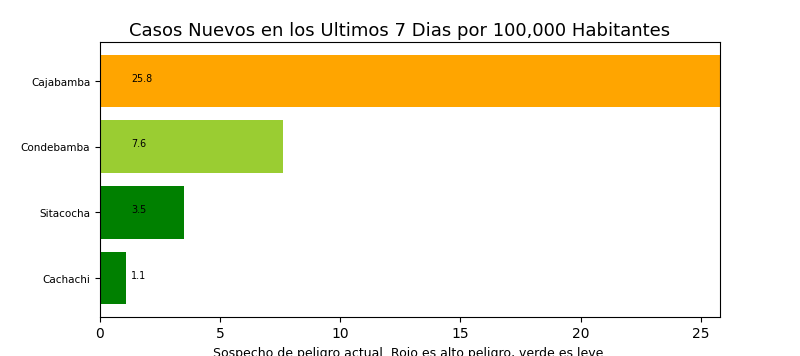 Casos Nuevos en los Ultimos 7 Dias por 100,000 Habitantes
Cajabamba 25.8
Condebamba 7.6
Sitacocha 3.5
Cachachi 1.1
0 5 10 15 20 25
Sospecho de peligro actual. Rojo es alto peligro, verde es leve